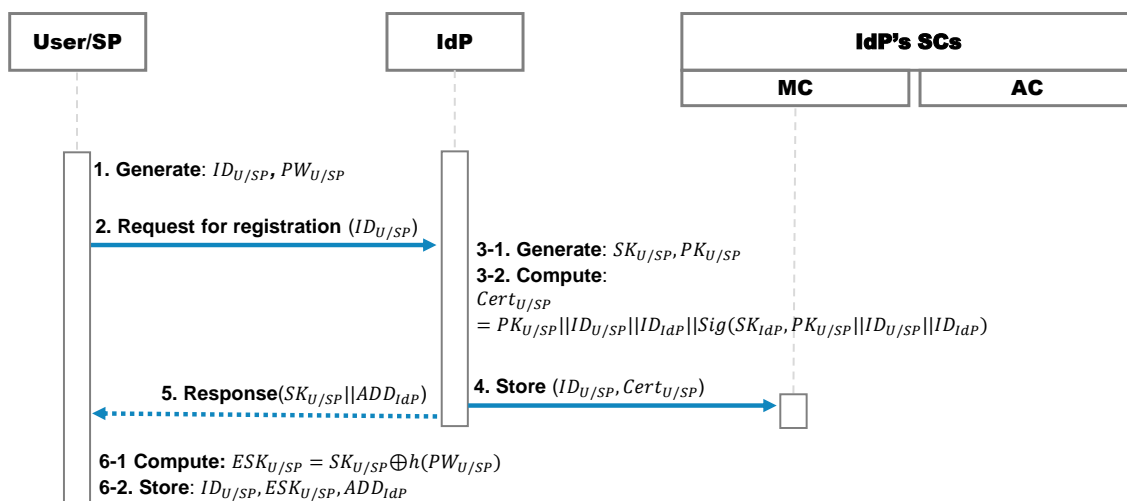 User/SP
IdP
IdP's SCs
MC
AC
1. Generate: ID_{U/SP}, PW_{U/SP}
2. Request for registration (ID_{U/SP})
3-1. Generate: SK_{U/SP}, PK_{U/SP}
3-2. Compute:
Cert_{U/SP}
= PK_{U/SP}||ID_{U/SP}||ID_{IdP}||Sig(SK_{IdP}, PK_{U/SP}||ID_{U/SP}||ID_{IdP})
4. Store (ID_{U/SP}, Cert_{U/SP})
5. Response(SK_{U/SP}||ADD_{IdP})
6-1 Compute: ESK_{U/SP} = SK_{U/SP}⊕h(PW_{U/SP})
6-2. Store: ID_{U/SP}, ESK_{U/SP}, ADD_{IdP}